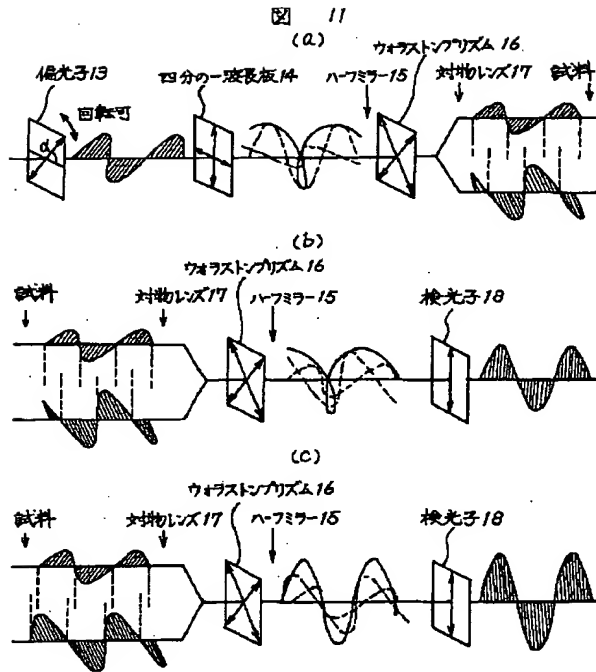 図 11
(a)
ウォラストンプリズム 16
偏光子13
四分の一波長板14
ハーフミラー15
対物レンズ17
試料
回転可
α
(b)
ウォラストンプリズム 16
試料
対物レンズ17
ハーフミラー15
検光子18
(c)
ウォラストンプリズム 16
試料
対物レンズ17
ハーフミラー15
検光子18